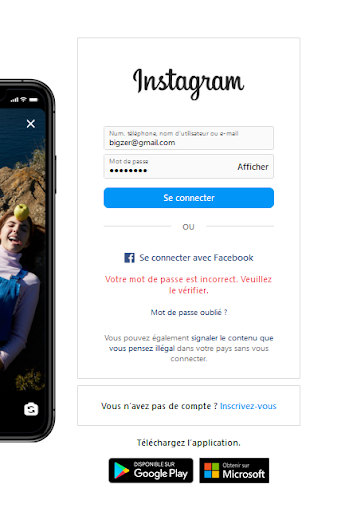 Instagram
Num. téléphone, nom d'utilisateur ou e-mail
bigzer@gmail.com
Mot de passe
••••••••
Afficher
Se connecter
OU
Se connecter avec Facebook
Votre mot de passe est incorrect. Veuillez
le vérifier.
Mot de passe oublié ?
Vous pouvez également signaler le contenu que
vous pensez illégal dans votre pays sans vous
connecter.
Vous n'avez pas de compte ? Inscrivez-vous
Téléchargez l'application.
DISPONIBLE SUR
Google Play
Obtenir sur
Microsoft